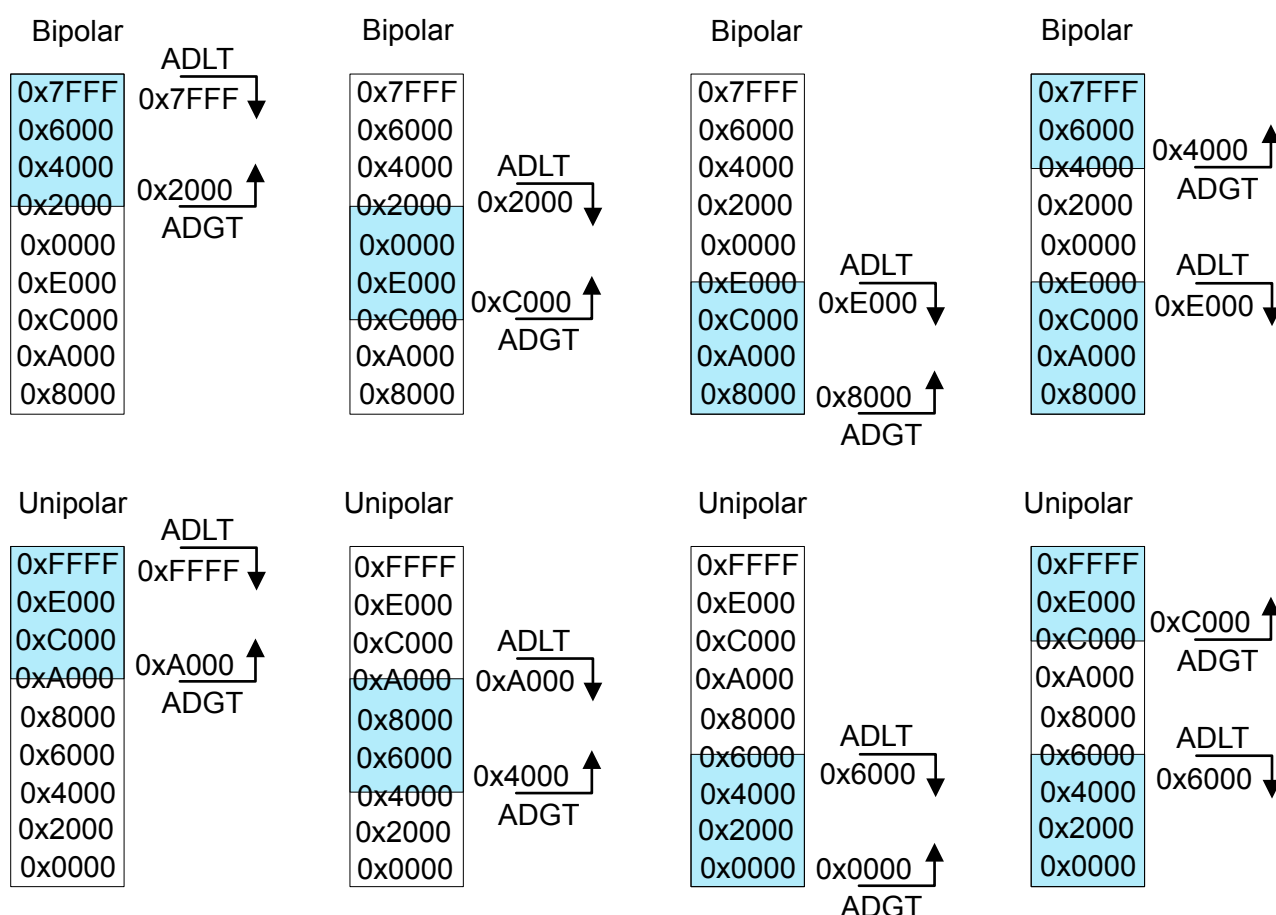 Bipolar
ADLT
0x7FFF
0x7FFF
0x6000
0x4000
0x2000
0x2000
ADGT
0x0000
0xE000
0xC000
0xA000
0x8000
Bipolar
0x7FFF
0x6000
0x4000
ADLT
0x2000
0x2000
0x0000
0xE000
0xC000
0xC000
ADGT
0xA000
0x8000
Bipolar
0x7FFF
0x6000
0x4000
0x2000
0x0000
ADLT
0xE000
0xE000
0xC000
0xA000
0x8000
0x8000
ADGT
Bipolar
0x7FFF
0x6000
0x4000
0x4000
ADGT
0x2000
0x0000
ADLT
0xE000
0xE000
0xC000
0xA000
0x8000
Unipolar
ADLT
0xFFFF
0xFFFF
0xE000
0xC000
0xA000
0xA000
ADGT
0x8000
0x6000
0x4000
0x2000
0x0000
Unipolar
0xFFFF
0xE000
0xC000
ADLT
0xA000
0xA000
0x8000
0x6000
0x4000
0x4000
ADGT
0x2000
0x0000
Unipolar
0xFFFF
0xE000
0xC000
0xA000
0x8000
ADLT
0x6000
0x6000
0x4000
0x2000
0x0000
0x0000
ADGT
Unipolar
0xFFFF
0xE000
0xC000
0xC000
ADGT
0xA000
0x8000
ADLT
0x6000
0x6000
0x4000
0x2000
0x0000